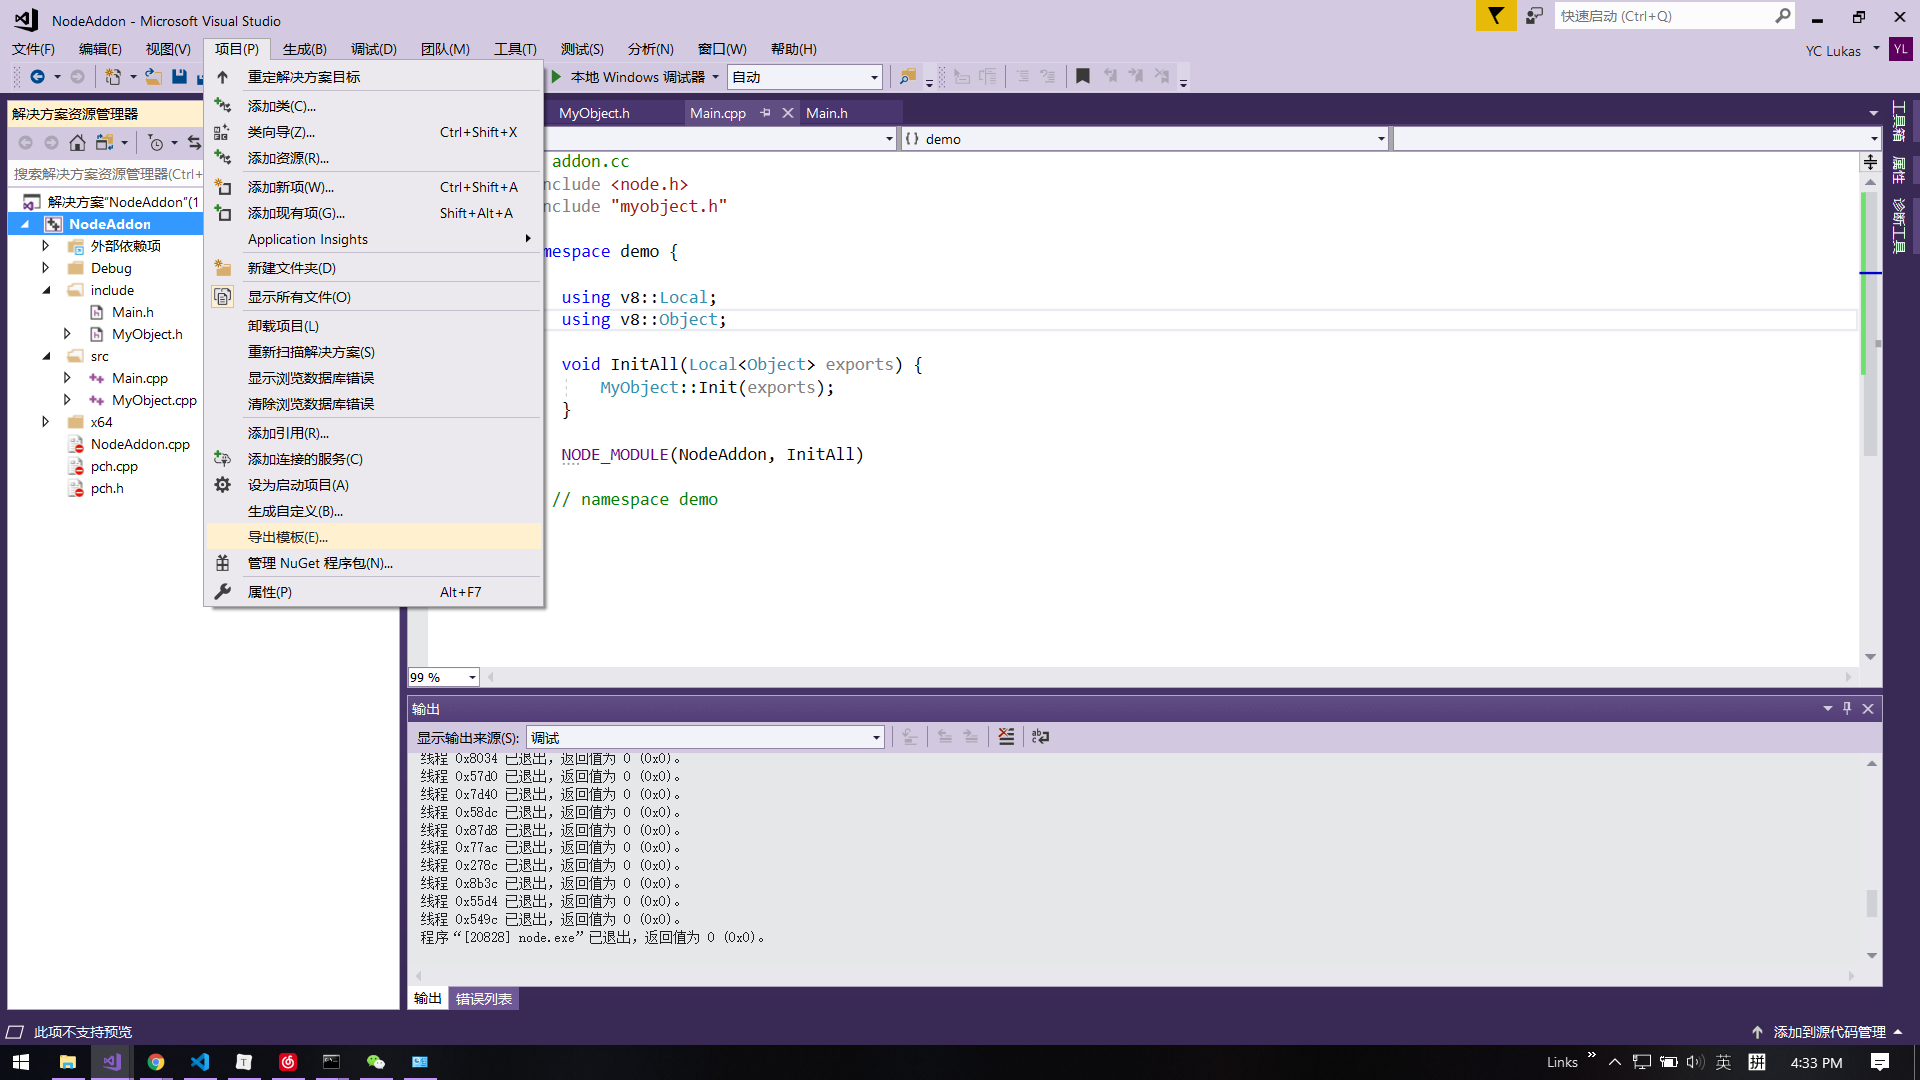 NodeAddon - Microsoft Visual Studio
快速启动 (Ctrl+Q)
文件(F) 编辑(E) 视图(V) 项目(P) 生成(B) 调试(D) 团队(M) 工具(T) 测试(S) 分析(N) 窗口(W) 帮助(H)
YC Lukas YL
本地 Windows 调试器 自动
解决方案资源管理器
搜索解决方案资源管理器(Ctrl+
解决方案"NodeAddon"(1
NodeAddon
外部依赖项
Debug
include
Main.h
MyObject.h
src
Main.cpp
MyObject.cpp
x64
NodeAddon.cpp
pch.cpp
pch.h
重定解决方案目标
添加类(C)...
类向导(Z)... Ctrl+Shift+X
添加资源(R)...
添加新项(W)... Ctrl+Shift+A
添加现有项(G)... Shift+Alt+A
Application Insights
新建文件夹(D)
显示所有文件(O)
卸载项目(L)
重新扫描解决方案(S)
显示浏览数据库错误
清除浏览数据库错误
添加引用(R)...
添加连接的服务(C)
设为启动项目(A)
生成自定义(B)...
导出模板(E)...
管理 NuGet 程序包(N)...
属性(P) Alt+F7
MyObject.h Main.cpp Main.h
{} demo
addon.cc
nclude <node.h>
nclude "myobject.h"
mespace demo {
using v8::Local;
using v8::Object;
void InitAll(Local<Object> exports) {
MyObject::Init(exports);
}
NODE_MODULE(NodeAddon, InitAll)
// namespace demo
99 %
工具箱
属性
诊断工具
输出
显示输出来源(S): 调试
线程 0x8034 已退出，返回值为 0 (0x0)。
线程 0x57d0 已退出，返回值为 0 (0x0)。
线程 0x7d40 已退出，返回值为 0 (0x0)。
线程 0x58dc 已退出，返回值为 0 (0x0)。
线程 0x87d8 已退出，返回值为 0 (0x0)。
线程 0x77ac 已退出，返回值为 0 (0x0)。
线程 0x278c 已退出，返回值为 0 (0x0)。
线程 0x8b3c 已退出，返回值为 0 (0x0)。
线程 0x55d4 已退出，返回值为 0 (0x0)。
线程 0x549c 已退出，返回值为 0 (0x0)。
程序“[20828] node.exe”已退出，返回值为 0 (0x0)。
输出 错误列表
此项不支持预览
添加到源代码管理
Links 英 拼 4:33 PM